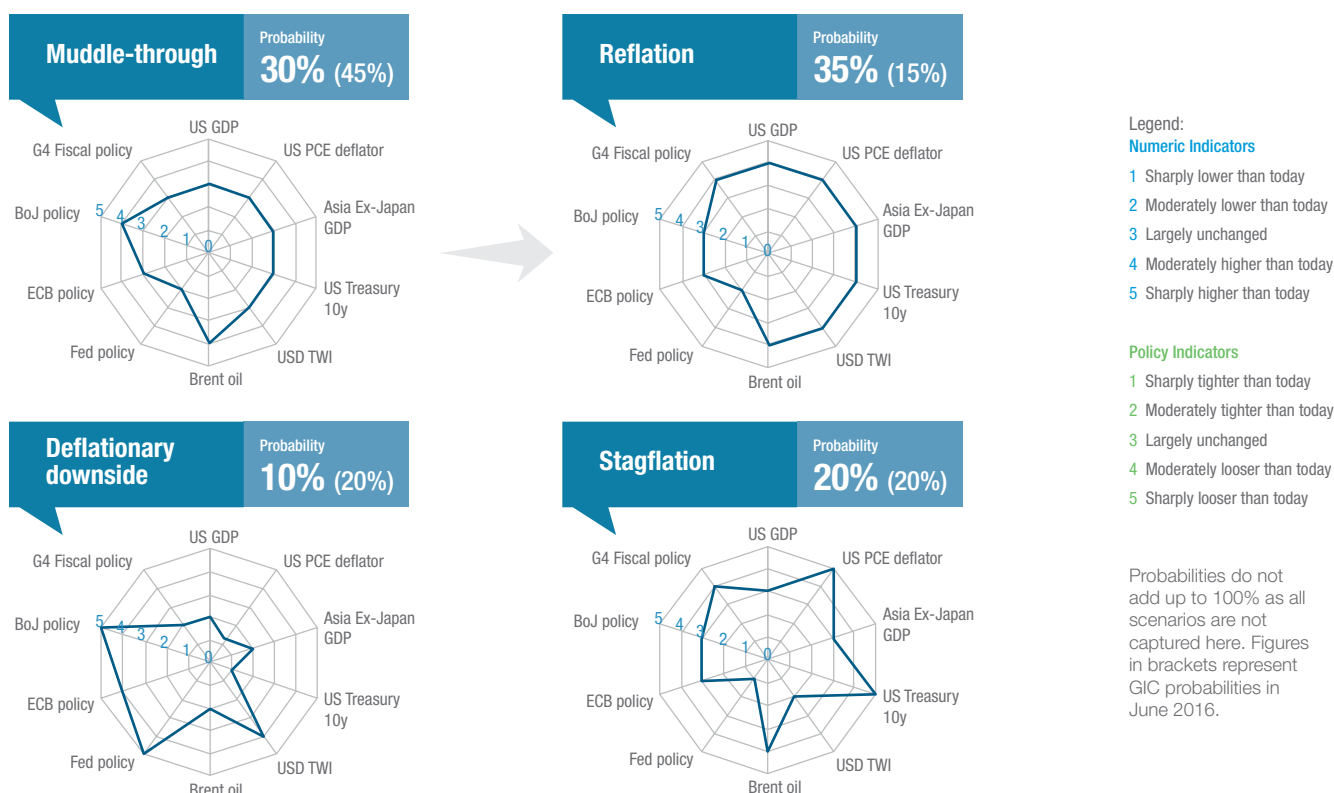 Muddle-through
Probability
30% (45%)
US GDP
G4 Fiscal policy
US PCE deflator
BoJ policy
Asia Ex-Japan
GDP
5 4 3 2 1 0
ECB policy
US Treasury
10y
Fed policy
USD TWI
Brent oil
Reflation
Probability
35% (15%)
US GDP
G4 Fiscal policy
US PCE deflator
BoJ policy
Asia Ex-Japan
GDP
5 4 3 2 1 0
ECB policy
US Treasury
10y
Fed policy
USD TWI
Brent oil
Legend:
Numeric Indicators
1 Sharply lower than today
2 Moderately lower than today
3 Largely unchanged
4 Moderately higher than today
5 Sharply higher than today
Policy Indicators
1 Sharply tighter than today
2 Moderately tighter than today
3 Largely unchanged
4 Moderately looser than today
5 Sharply looser than today
Probabilities do not
add up to 100% as all
scenarios are not
captured here. Figures
in brackets represent
GIC probabilities in
June 2016.
Deflationary
downside
Probability
10% (20%)
US GDP
G4 Fiscal policy
US PCE deflator
BoJ policy
Asia Ex-Japan
GDP
5 4 3 2 1 0
ECB policy
US Treasury
10y
Fed policy
USD TWI
Brent oil
Stagflation
Probability
20% (20%)
US GDP
G4 Fiscal policy
US PCE deflator
BoJ policy
Asia Ex-Japan
GDP
5 4 3 2 1 0
ECB policy
US Treasury
10y
Fed policy
USD TWI
Brent oil